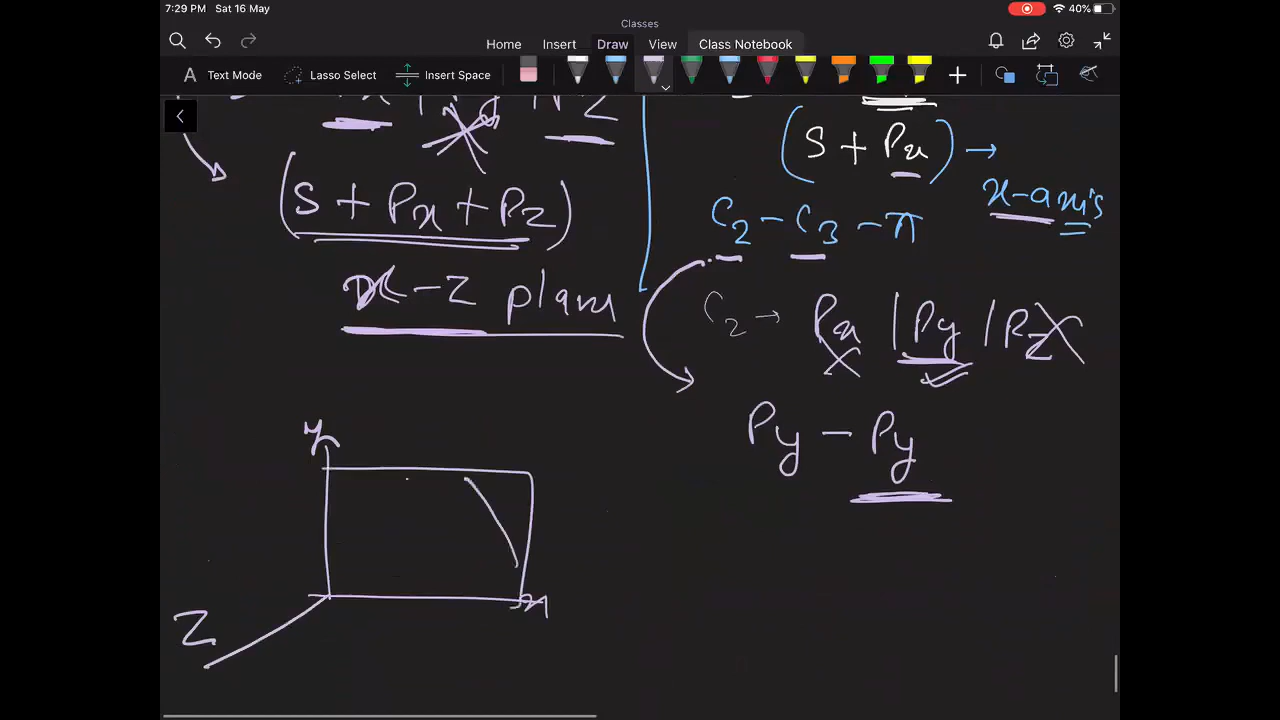 7:29 PM Sat 16 May
40%
Classes
Home Insert Draw View Class Notebook
Text Mode Lasso Select Insert Space
(S + Px + Pz)
x - z plane
(S + Px) →
x-axis
C2 - C3 - π
C2 → Px | Py | Pz
Py - Py
y
x
Z